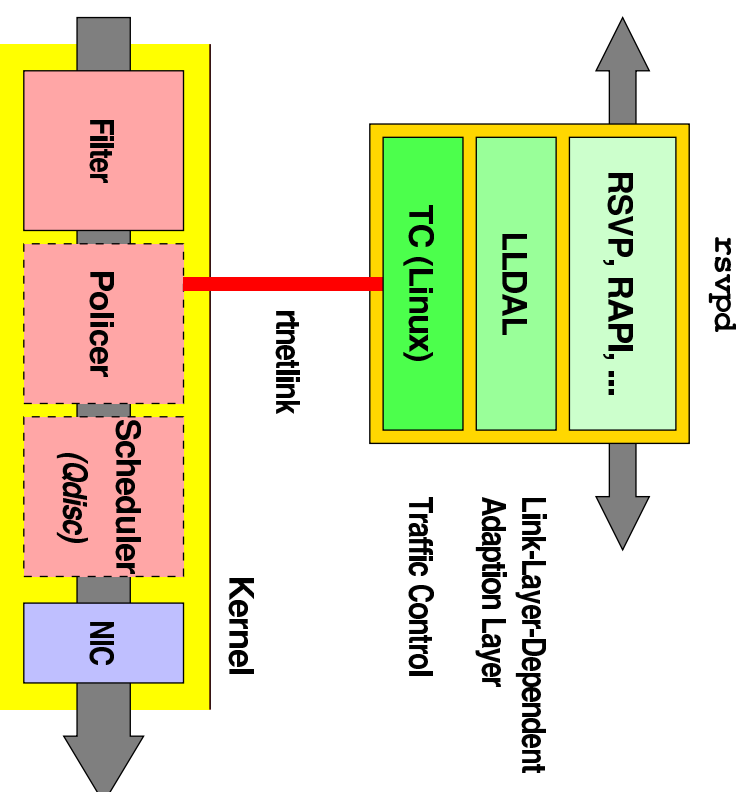 rsvpd
RSVP, RAPI, ...
LLDAL
Link-Layer-Dependent
Adaption Layer
TC (Linux)
Traffic Control
rtnetlink
Kernel
Filter
Policer
Scheduler
(Qdisc)
NIC